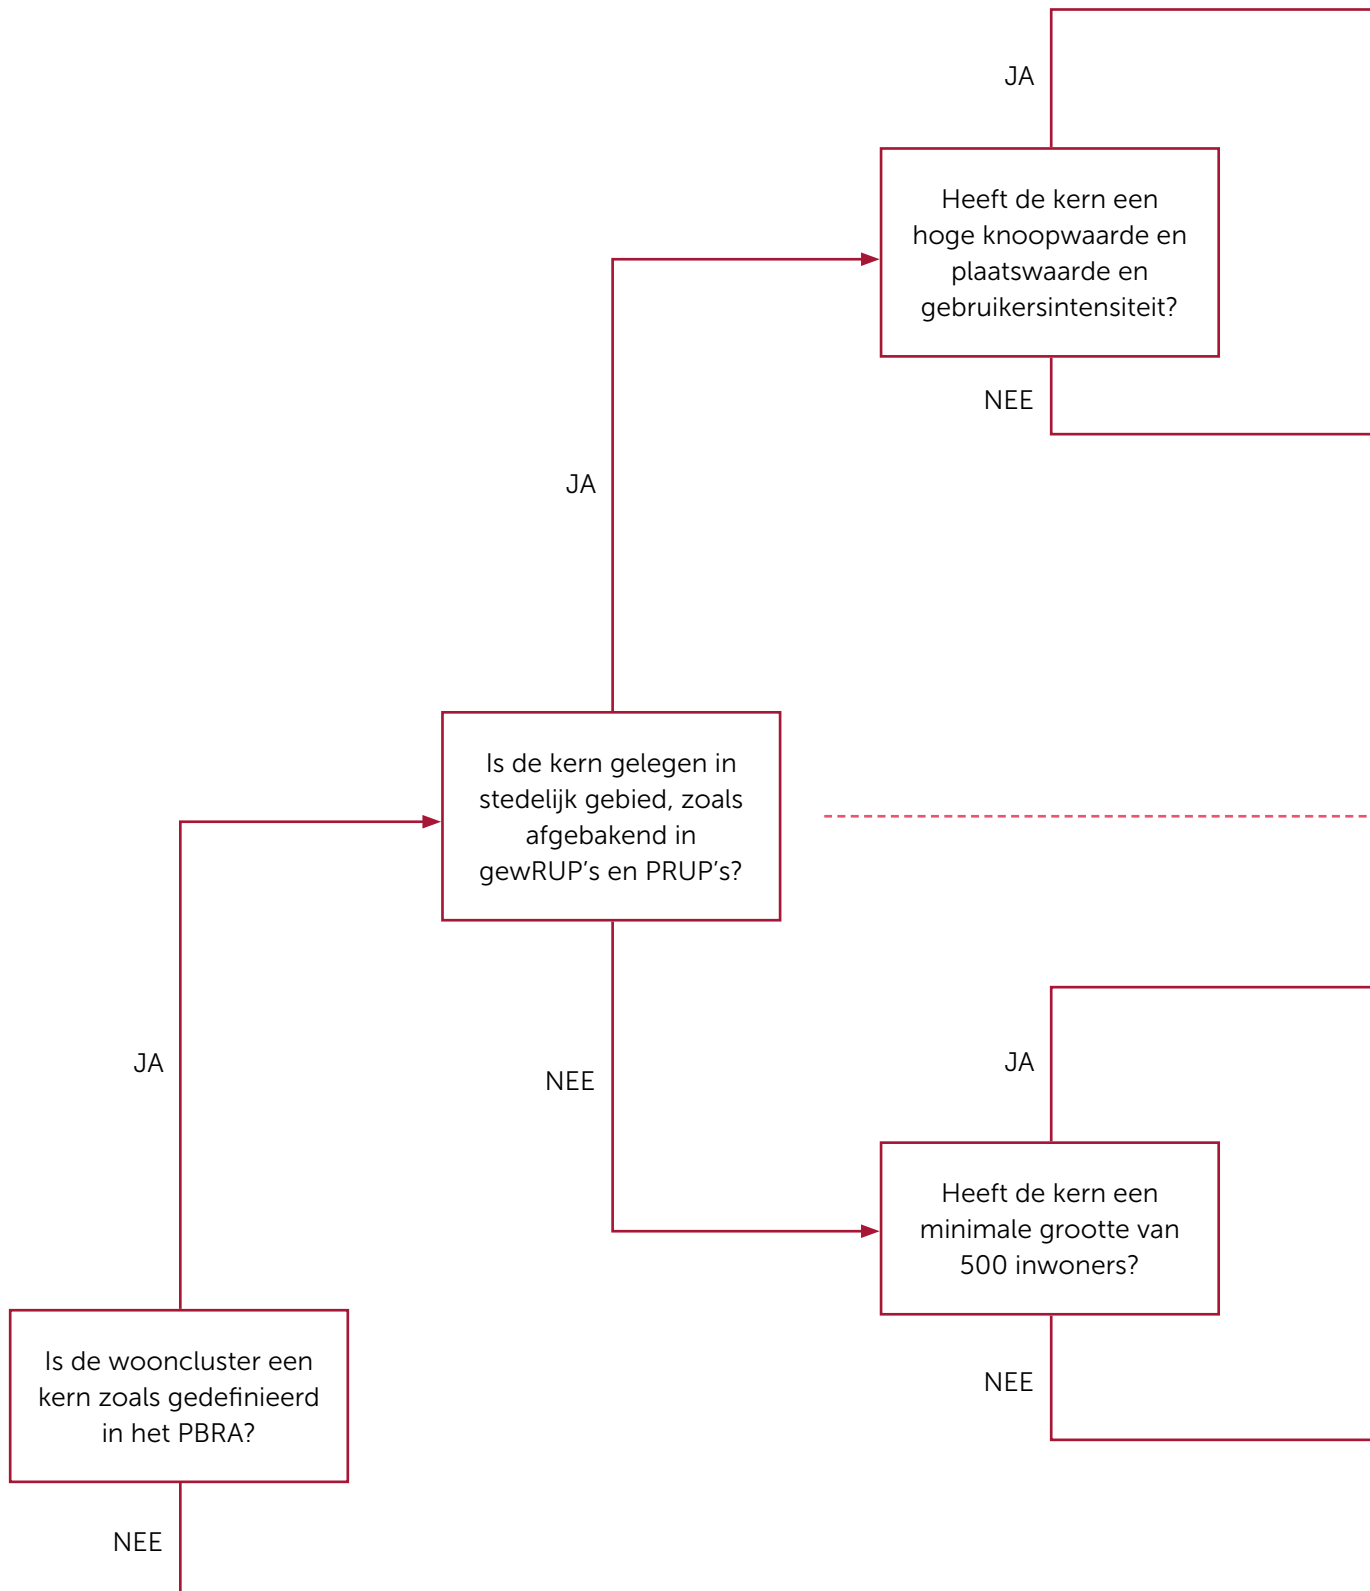 JA
Heeft de kern een
hoge knoopwaarde en
plaatswaarde en
gebruikersintensiteit?
NEE
JA
Is de kern gelegen in
stedelijk gebied, zoals
afgebakend in
gewRUP's en PRUP's?
JA
NEE
JA
Heeft de kern een
minimale grootte van
500 inwoners?
NEE
Is de wooncluster een
kern zoals gedefinieerd
in het PBRA?
NEE